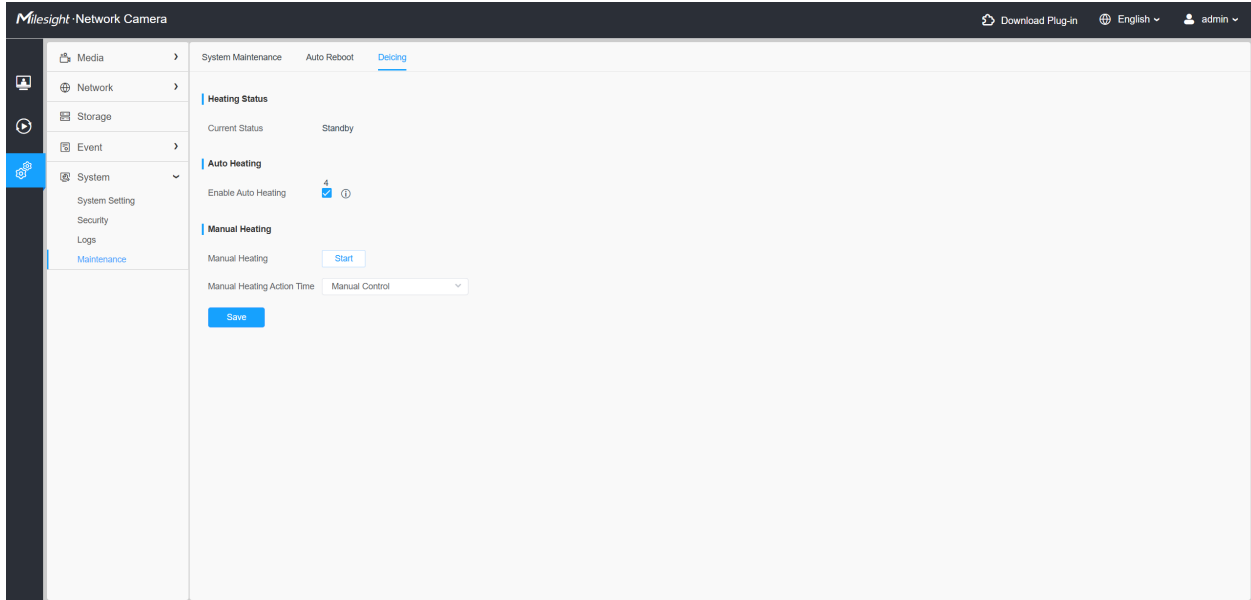 Milesight · Network Camera
Download Plug-in English admin
Media
Network
Storage
Event
System
System Setting
Security
Logs
Maintenance
System Maintenance Auto Reboot Deicing
Heating Status
Current Status Standby
Auto Heating
4
Enable Auto Heating
Manual Heating
Manual Heating Start
Manual Heating Action Time Manual Control
Save